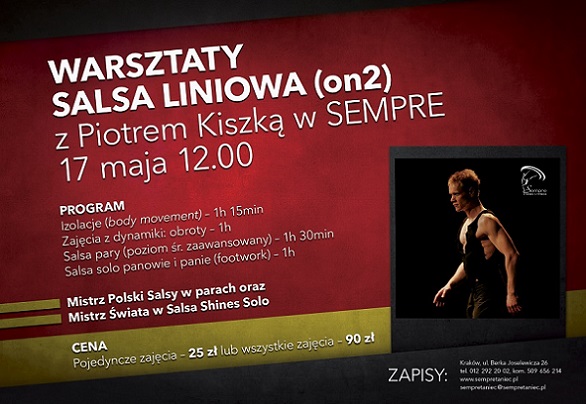 WARSZTATY
SALSA LINIOWA (on2)
z Piotrem Kiszką w SEMPRE
17 maja 12.00
PROGRAM
Izolacje (body movement) - 1h 15min
Zajęcia z dynamiki: obroty - 1h
Salsa pary (poziom śr. zaawansowany) - 1h 30min
Salsa solo panowie i panie (footwork) - 1h
Sempre
Mistrz Polski Salsy w parach oraz
Mistrz Świata w Salsa Shines Solo
CENA
Pojedyncze zajęcia - 25 zł lub wszystkie zajęcia - 90 zł
ZAPISY:
Kraków, ul. Berka Joselewicza 26
tel. 012 292 20 02, kom. 509 656 214
www.sempretaniec.pl
sempretaniec@sempretaniec.pl